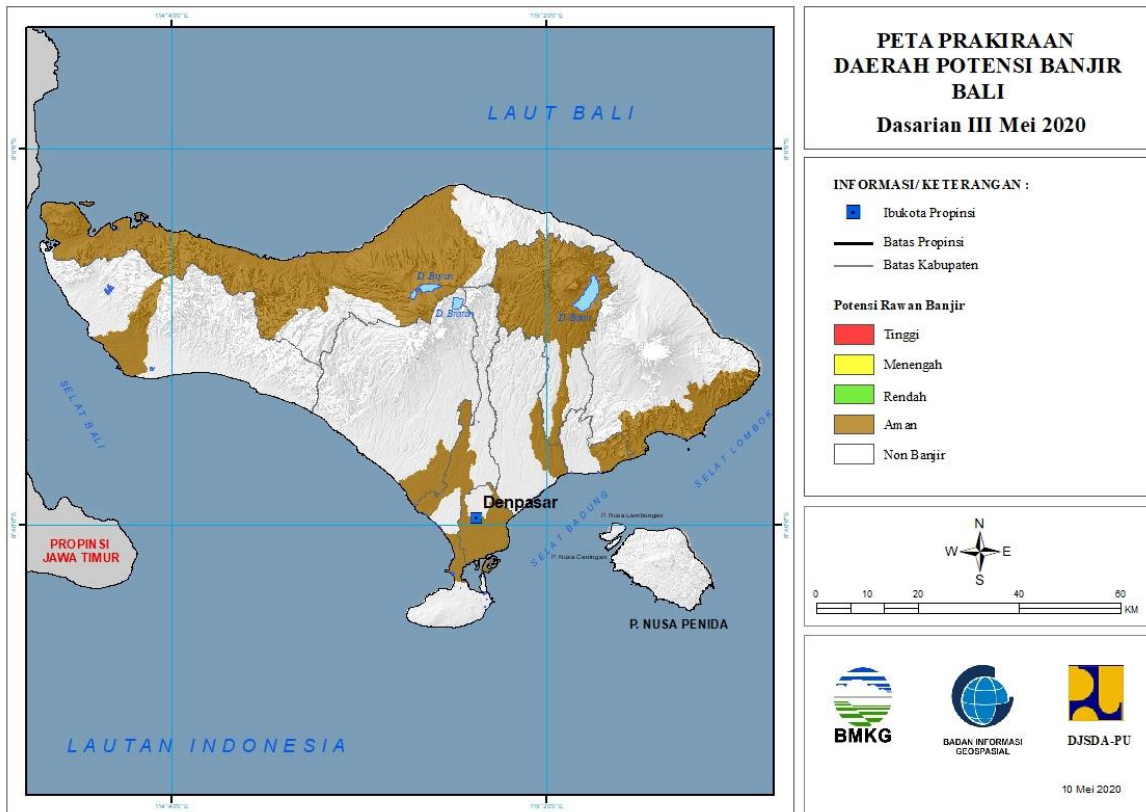 PETA PRAKIRAAN
DAERAH POTENSI BANJIR
BALI
Dasarian III Mei 2020
INFORMASI/ KETERANGAN :
Ibukota Propinsi
Batas Propinsi
Batas Kabupaten
Potensi Rawan Banjir
Tinggi
Menengah
Rendah
Aman
Non Banjir
N
W E
S
0 10 20 40 60
KM
BMKG
BADAN INFORMASI
GEOSPASIAL
DJSDA-PU
10 Mei 2020
LAUT BALI
D. Buyan
D. Bratan
D. Batur
SELAT BALI
SELAT LOMBOK
Denpasar
SELAT BADUNG
P. Nusa Lembongan
P. Nusa Ceningan
PROPINSI
JAWA TIMUR
P. NUSA PENIDA
LAUTAN INDONESIA